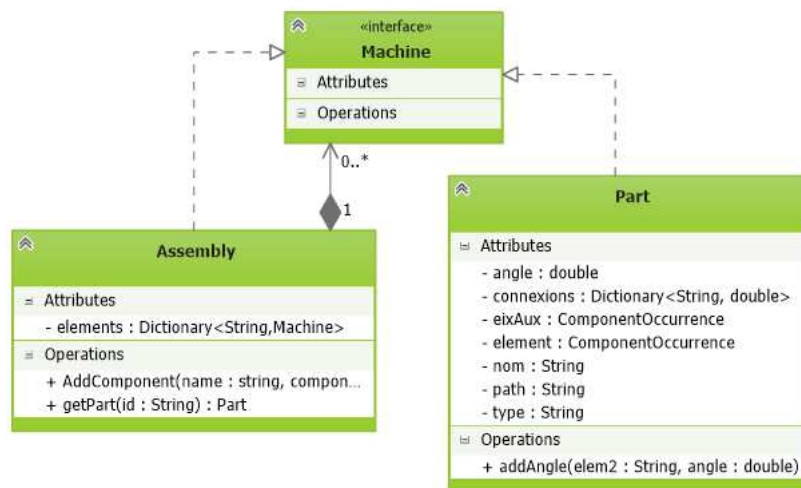 «interface»
Machine
Attributes
Operations
0..*
1
Assembly
Attributes
- elements : Dictionary<String,Machine>
Operations
+ AddComponent(name : string, compon...
+ getPart(id : String) : Part
Part
Attributes
- angle : double
- connexions : Dictionary<String, double>
- eixAux : ComponentOccurrence
- element : ComponentOccurrence
- nom : String
- path : String
- type : String
Operations
+ addAngle(elem2 : String, angle : double)